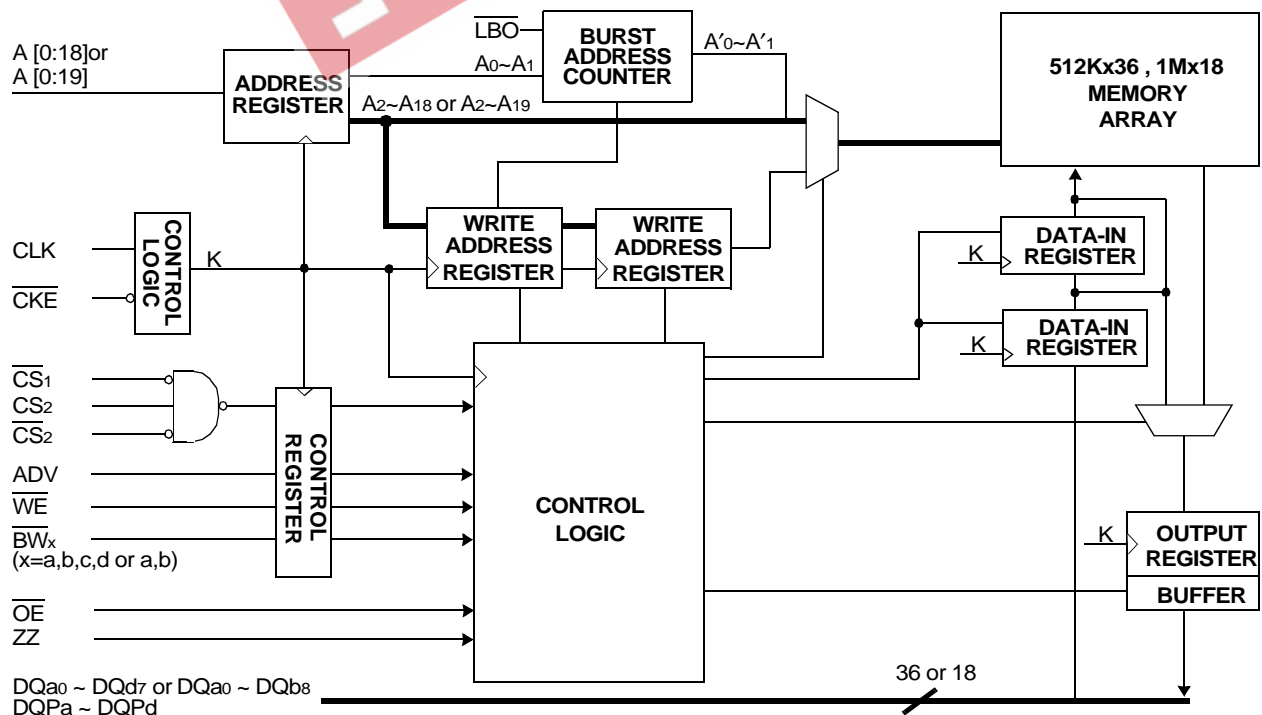 A [0:18]or
A [0:19]
ADDRESS
REGISTER
LBO
BURST
ADDRESS
COUNTER
A0~A1
A′0~A′1
A2~A18 or A2~A19
512Kx36 , 1Mx18
MEMORY
ARRAY
WRITE
ADDRESS
REGISTER
WRITE
ADDRESS
REGISTER
CLK
CKE
CONTROL
LOGIC
K
DATA-IN
REGISTER
K
DATA-IN
REGISTER
K
CS1
CS2
CS2
ADV
WE
BWx
(x=a,b,c,d or a,b)
CONTROL
REGISTER
CONTROL
LOGIC
K
OUTPUT
REGISTER
BUFFER
OE
ZZ
DQa0 ~ DQd7 or DQa0 ~ DQb8
DQPa ~ DQPd
36 or 18